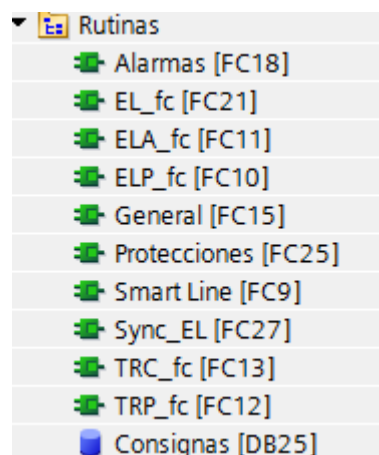 Rutinas
Alarmas [FC18]
EL_fc [FC21]
ELA_fc [FC11]
ELP_fc [FC10]
General [FC15]
Protecciones [FC25]
Smart Line [FC9]
Sync_EL [FC27]
TRC_fc [FC13]
TRP_fc [FC12]
Consignas [DB25]